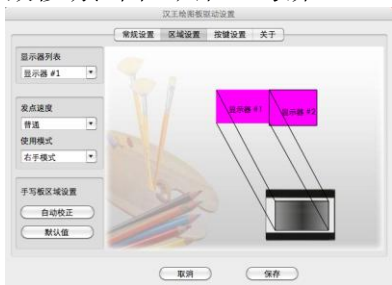 汉王绘图板驱动设置
常规设置 区域设置 按键设置 关于
显示器列表
显示器 #1
发点速度
普通
使用模式
右手模式
手写板区域设置
自动校正
默认值
显示器 #1
显示器 #2
取消
保存